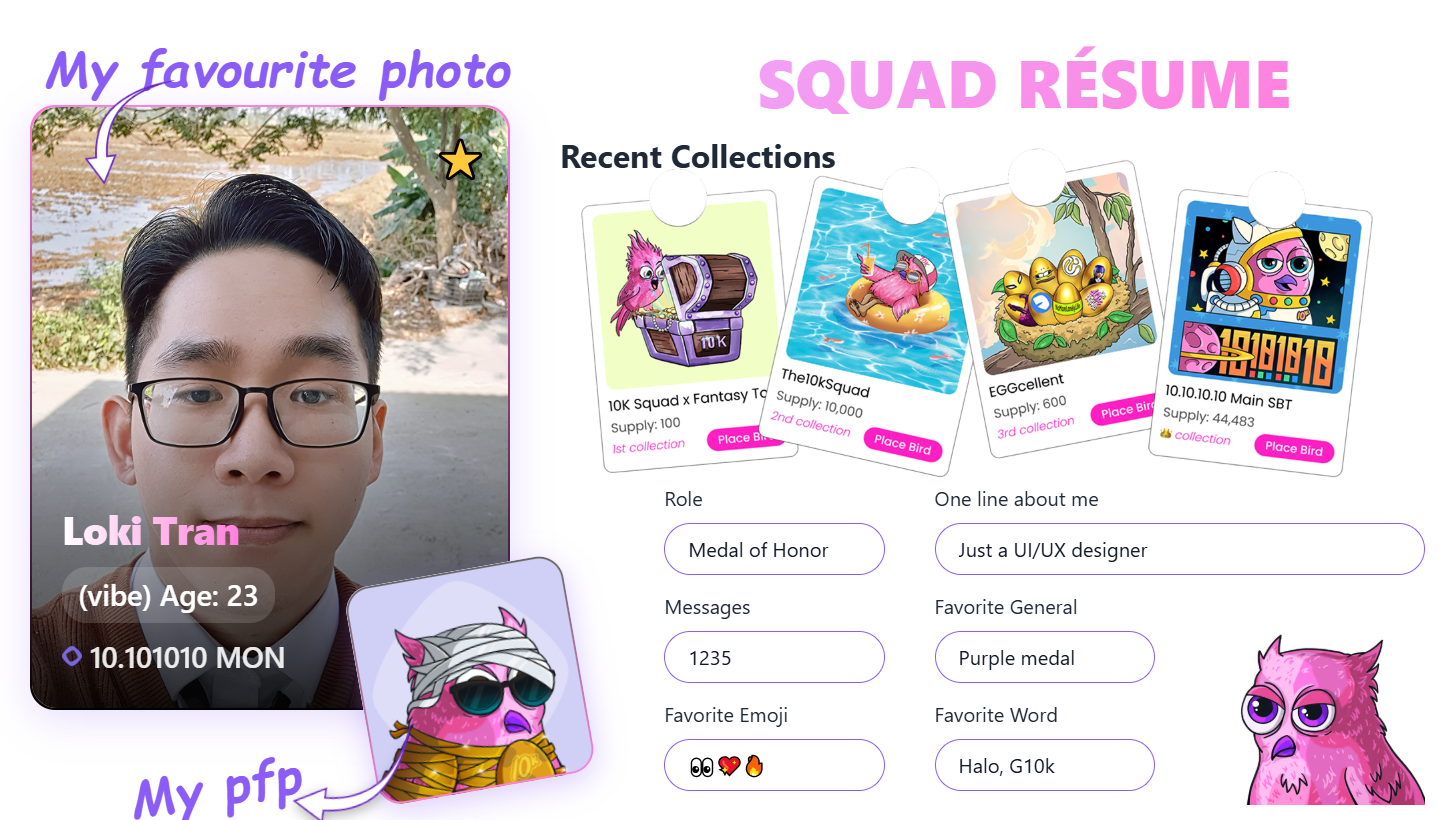 My favourite photo
Loki Tran
(vibe) Age: 23
10.101010 MON
My pfp
SQUAD RÉSUME
Recent Collections
10K
10K Squad x Fantasy To
Supply: 100
1st collection
Place Bird
The10kSquad
Supply: 10,000
2nd collection
Place Bird
EGGcellent
Supply: 600
3rd collection
Place Bird
10101010
10.10.10.10 Main SBT
Supply: 44,483
collection
Place Bird
Role
Medal of Honor
One line about me
Just a UI/UX designer
Messages
1235
Favorite General
Purple medal
Favorite Emoji
👀💖🔥
Favorite Word
Halo, G10k
10k